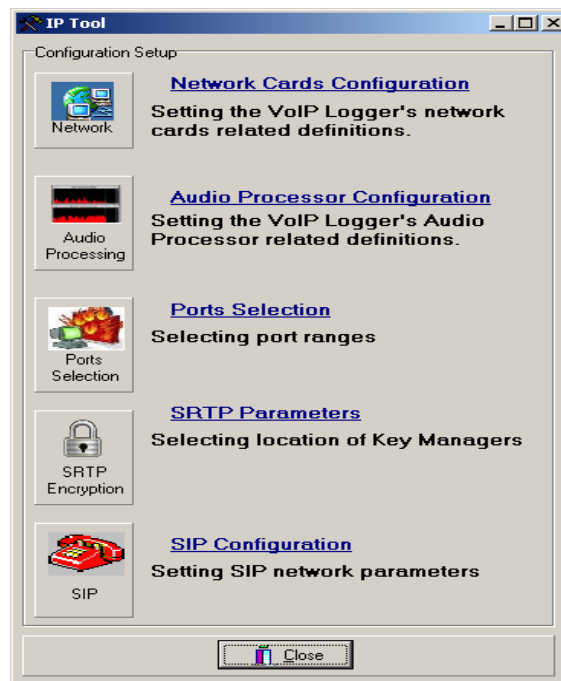 IP Tool
Configuration Setup
Network
Network Cards Configuration
Setting the VoIP Logger's network
cards related definitions.
Audio
Processing
Audio Processor Configuration
Setting the VoIP Logger's Audio
Processor related definitions.
Ports
Selection
Ports Selection
Selecting port ranges
SRTP
Encryption
SRTP Parameters
Selecting location of Key Managers
SIP
SIP Configuration
Setting SIP network parameters
Close